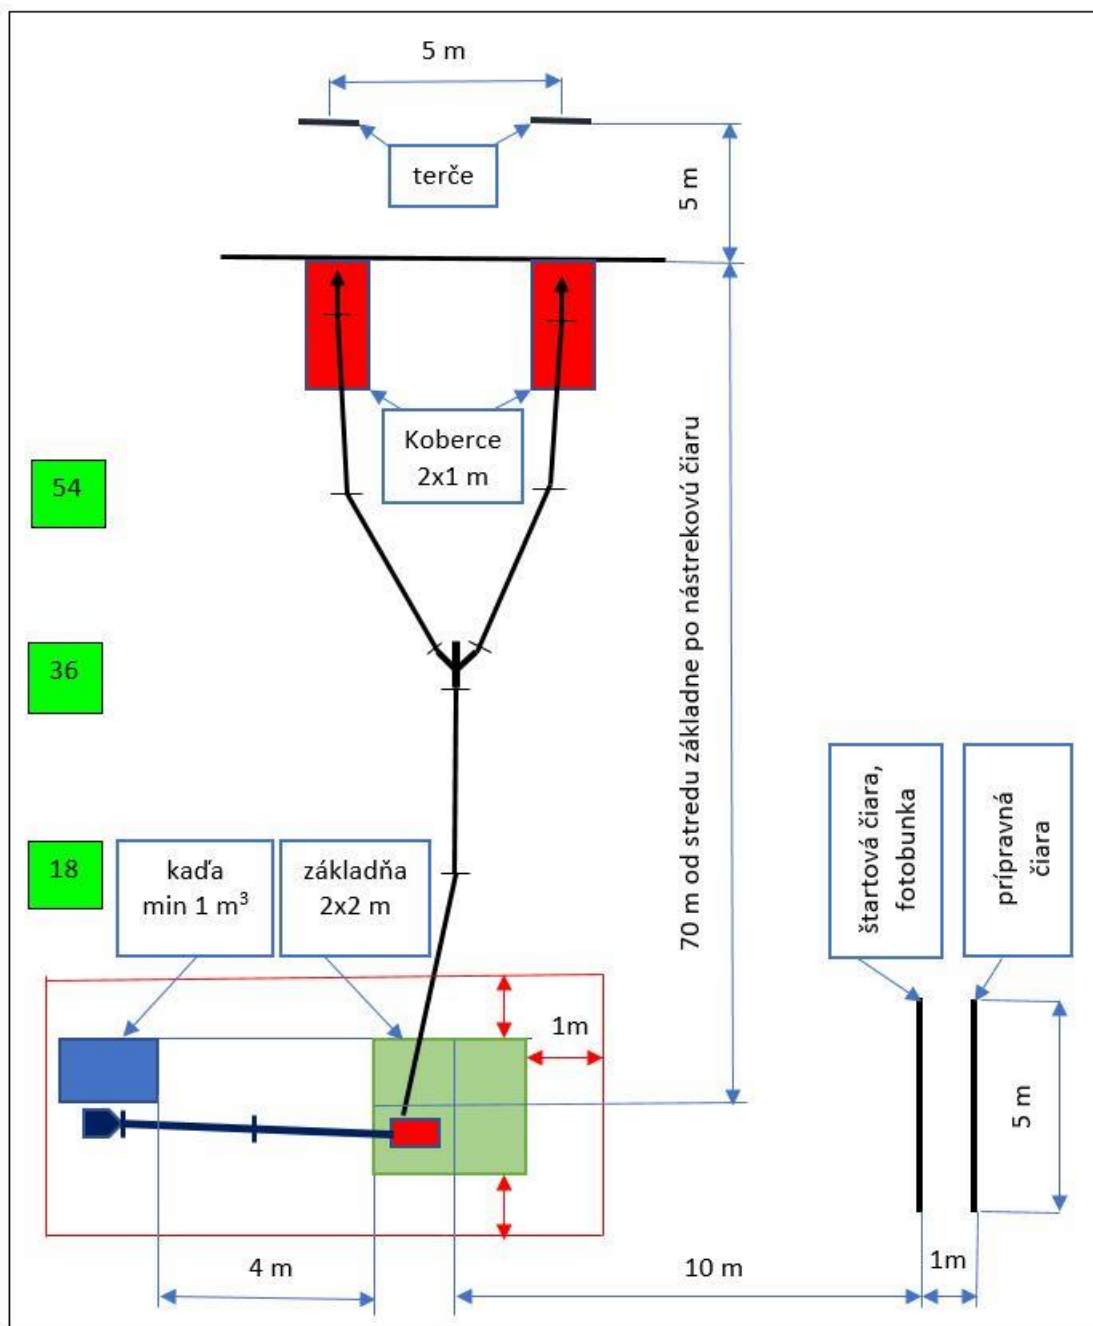 5 m
terče
5 m
Koberce
2x1 m
70 m od stredu základne po nástrekovú čiaru
54
36
18
kaďa
min 1 m³
základňa
2x2 m
štartová čiara,
fotobunka
prípravná
čiara
1m
5 m
4 m
10 m
1m